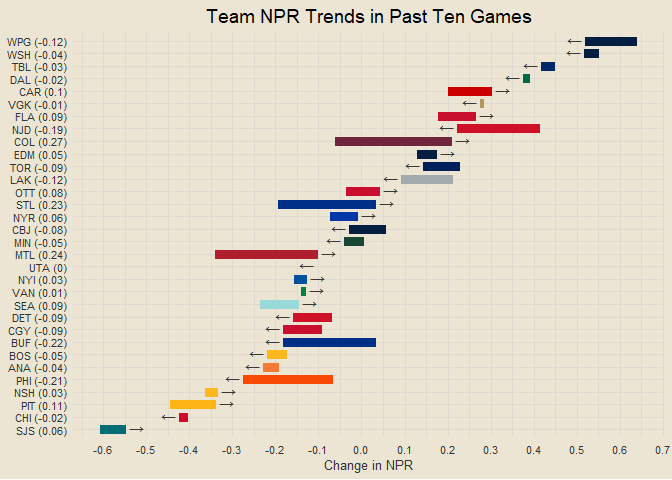 Team NPR Trends in Past Ten Games
WPG (-0.12)
WSH (-0.04)
TBL (-0.03)
DAL (-0.02)
CAR (0.1)
VGK (-0.01)
FLA (0.09)
NJD (-0.19)
COL (0.27)
EDM (0.05)
TOR (-0.09)
LAK (-0.12)
OTT (0.08)
STL (0.23)
NYR (0.06)
CBJ (-0.08)
MIN (-0.05)
MTL (0.24)
UTA (0)
NYI (0.03)
VAN (0.01)
SEA (0.09)
DET (-0.09)
CGY (-0.09)
BUF (-0.22)
BOS (-0.05)
ANA (-0.04)
PHI (-0.21)
NSH (0.03)
PIT (0.11)
CHI (-0.02)
SJS (0.06)
-0.6 -0.5 -0.4 -0.3 -0.2 -0.1 0.0 0.1 0.2 0.3 0.4 0.5 0.6 0.7
Change in NPR